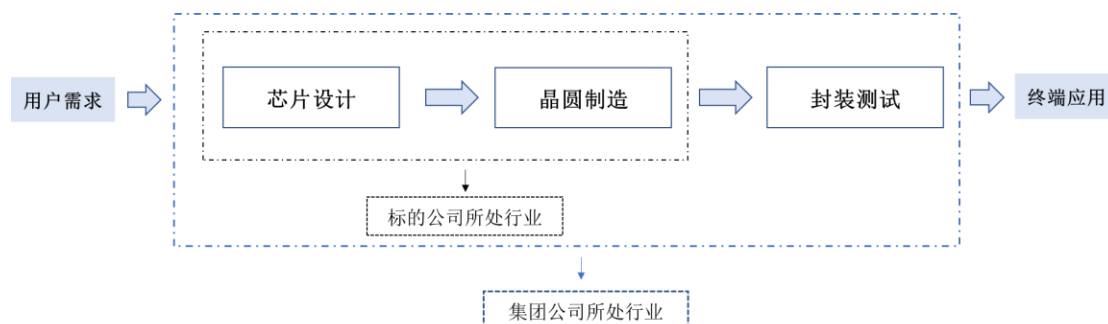 用户需求
芯片设计
晶圆制造
封装测试
终端应用
标的公司所处行业
集团公司所处行业